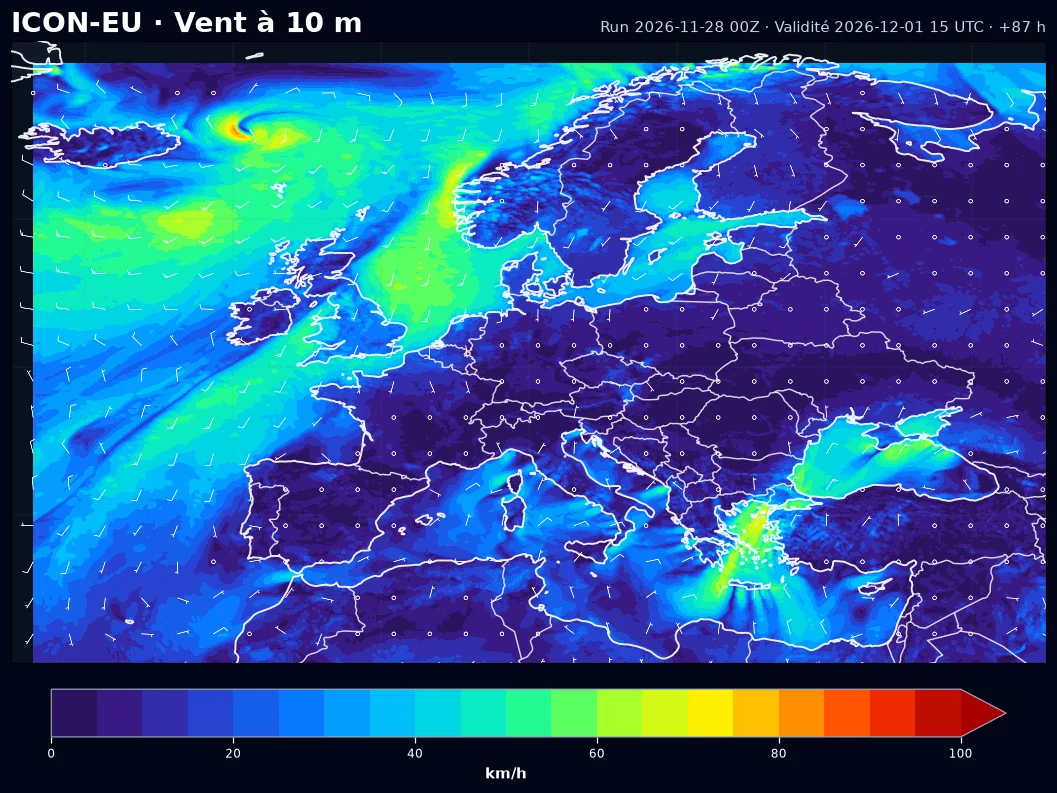 ICON-EU · Vent à 10 m
Run 2026-11-28 00Z · Validité 2026-12-01 15 UTC · +87 h
0 20 40 60 80 100
km/h